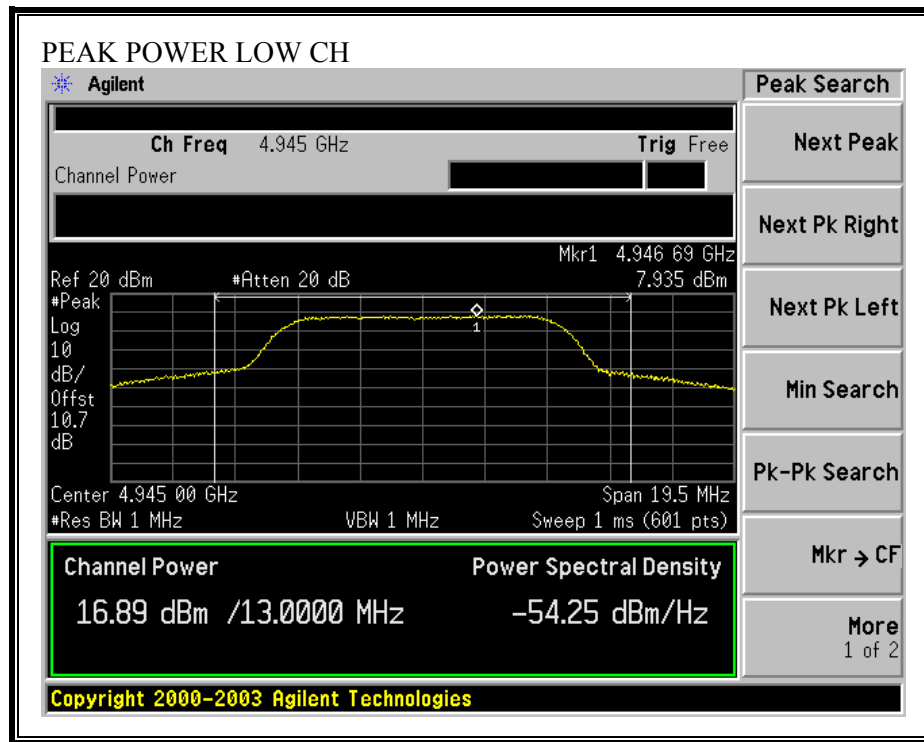 PEAK POWER LOW CH
Agilent
Peak Search
Ch Freq 4.945 GHz Trig Free
Channel Power
Next Peak
Next Pk Right
Mkr1 4.946 69 GHz
Ref 20 dBm #Atten 20 dB 7.935 dBm
#Peak
Log
10
dB/
Offst
10.7
dB
1
Next Pk Left
Min Search
Pk-Pk Search
Center 4.945 00 GHz Span 19.5 MHz
#Res BW 1 MHz VBW 1 MHz Sweep 1 ms (601 pts)
Channel Power Power Spectral Density
16.89 dBm /13.0000 MHz -54.25 dBm/Hz
Mkr → CF
More
1 of 2
Copyright 2000-2003 Agilent Technologies